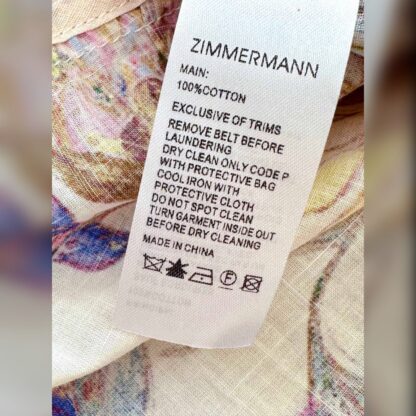 ZIMMERMANN
MAIN:
100%COTTON
EXCLUSIVE OF TRIMS
REMOVE BELT BEFORE
LAUNDERING
DRY CLEAN ONLY CODE P
WITH PROTECTIVE BAG
COOL IRON WITH
PROTECTIVE CLOTH
DO NOT SPOT CLEAN
TURN GARMENT INSIDE OUT
BEFORE DRY CLEANING
MADE IN CHINA
P